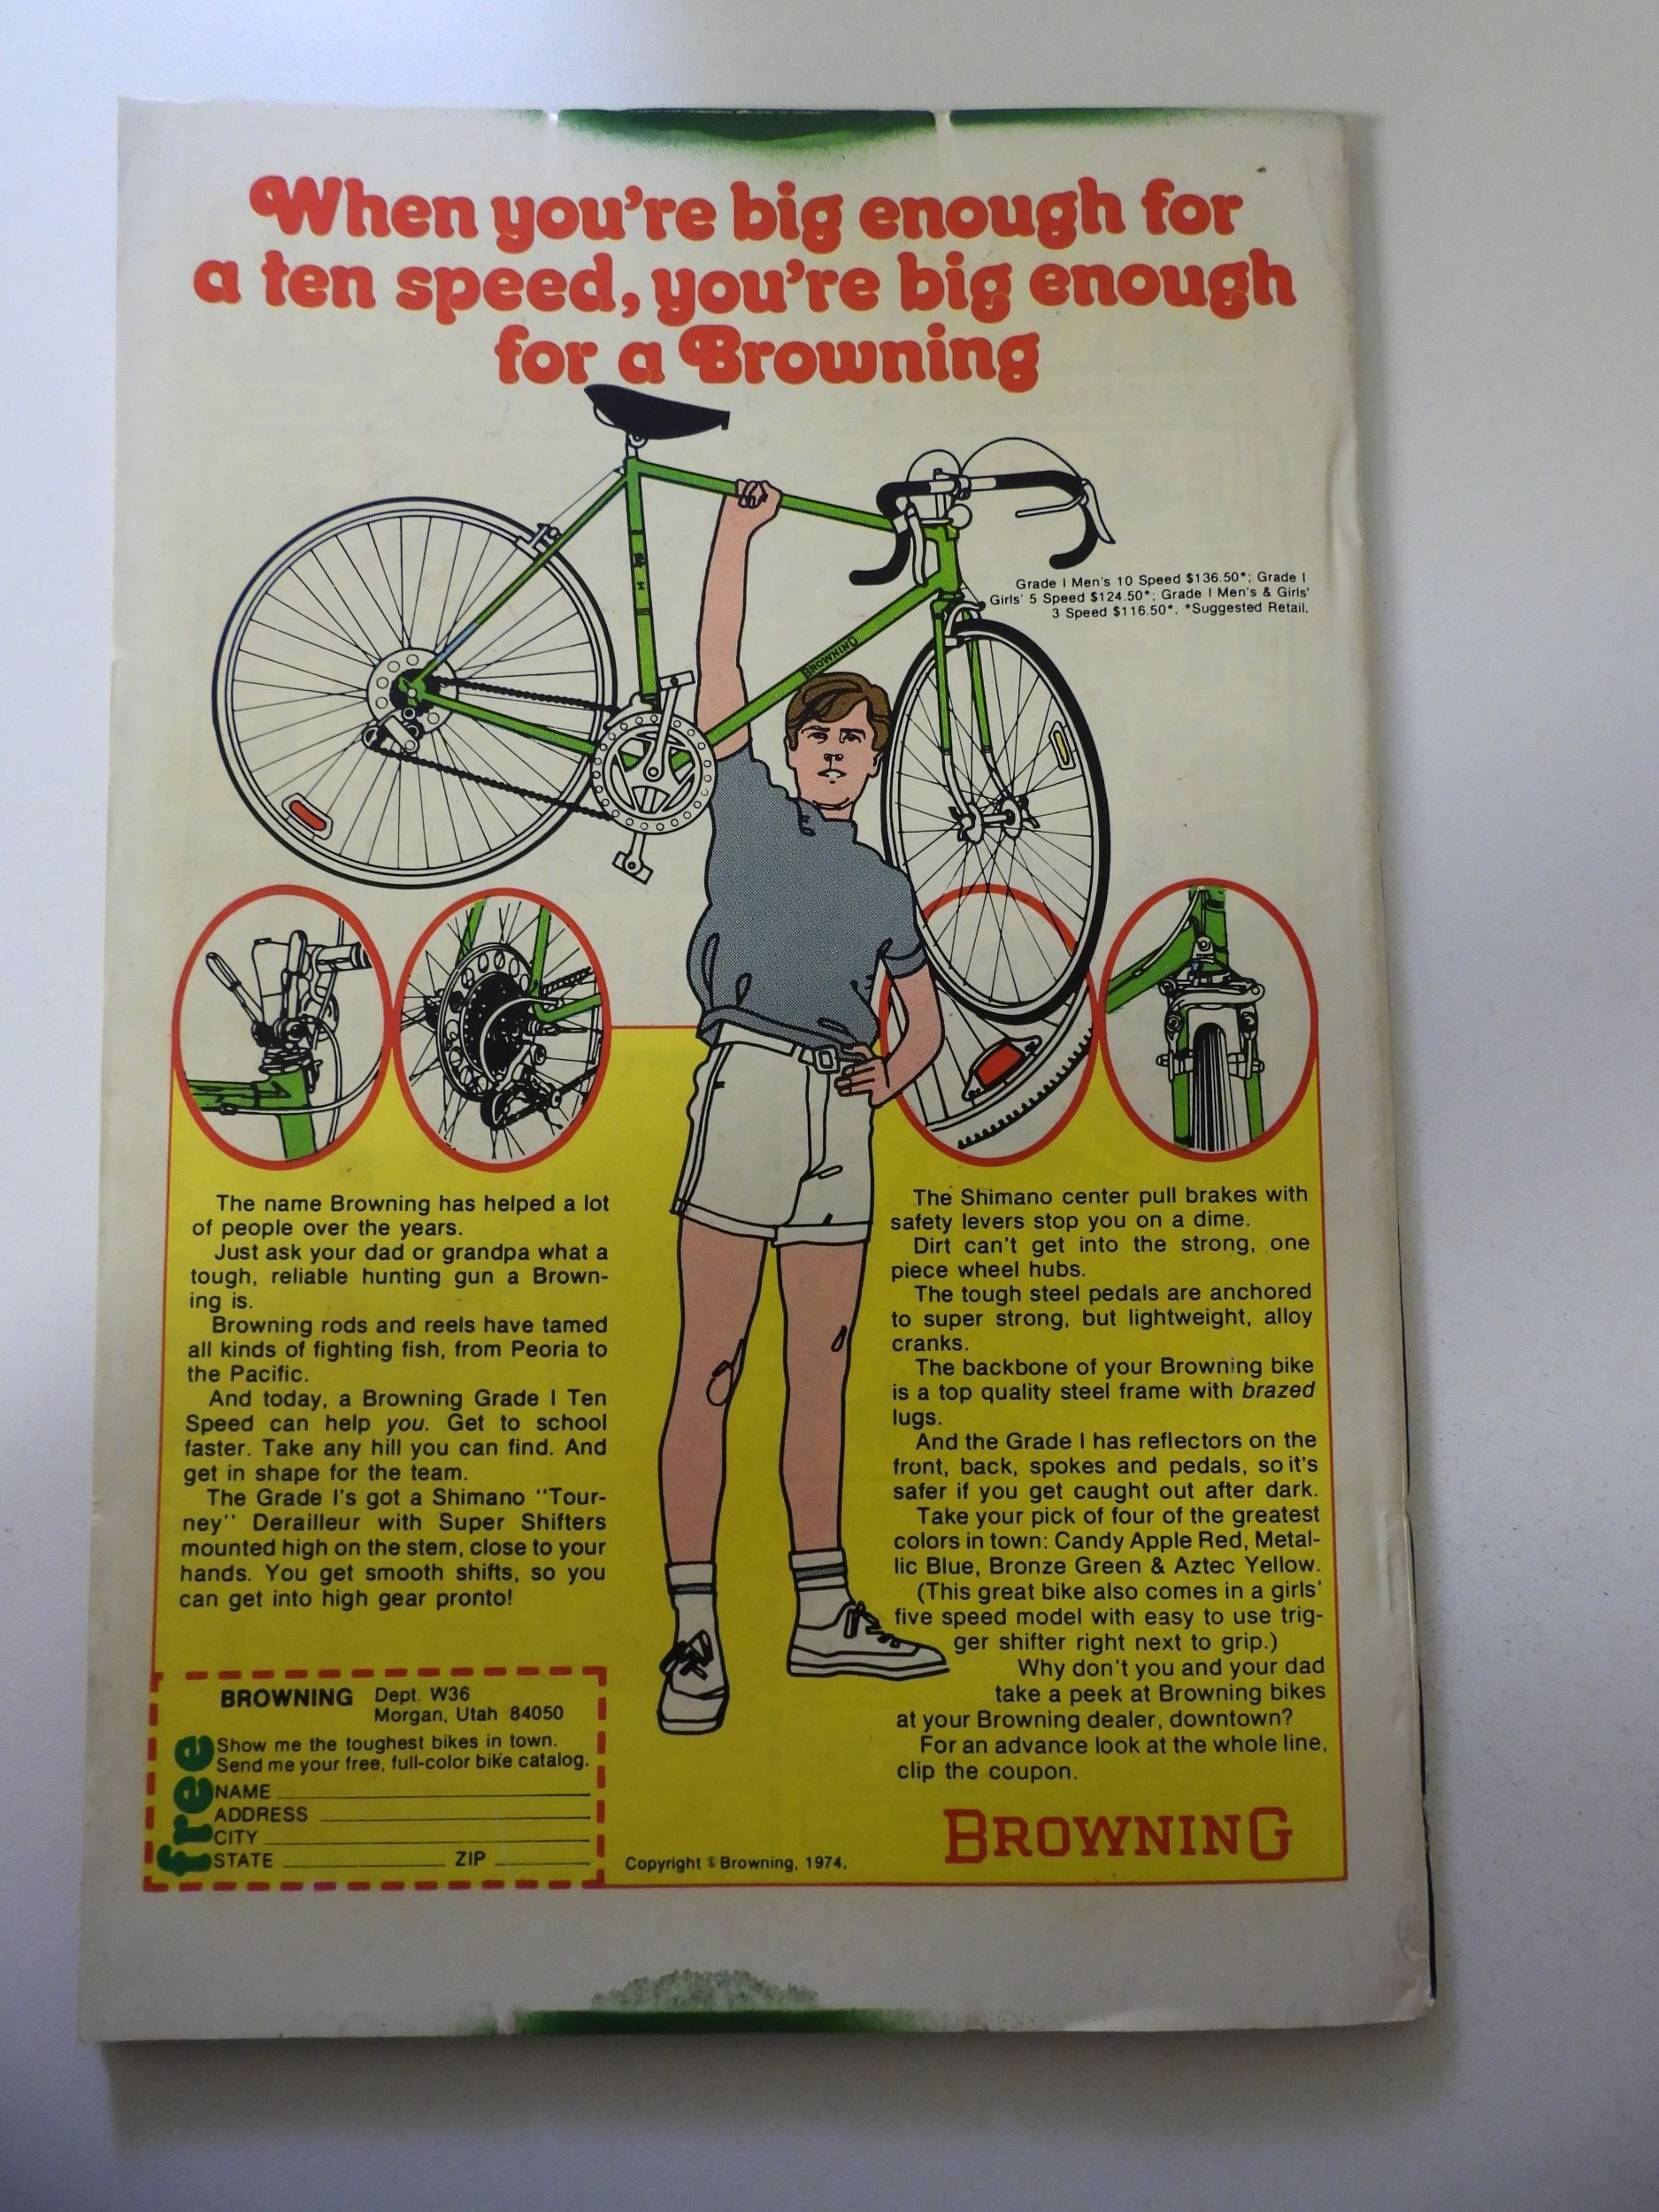 When you're big enough for
a ten speed, you're big enough
for a Browning
Grade I Men's 10 Speed $136.50*; Grade I
Girls' 5 Speed $124.50*; Grade I Men's & Girls'
3 Speed $116.50*. *Suggested Retail.
BROWNING
The name Browning has helped a lot
of people over the years.
Just ask your dad or grandpa what a
tough, reliable hunting gun a Brown-
ing is.
Browning rods and reels have tamed
all kinds of fighting fish, from Peoria to
the Pacific.
And today, a Browning Grade I Ten
Speed can help you. Get to school
faster. Take any hill you can find. And
get in shape for the team.
The Grade I's got a Shimano "Tour-
ney" Derailleur with Super Shifters
mounted high on the stem, close to your
hands. You get smooth shifts, so you
can get into high gear pronto!
The Shimano center pull brakes with
safety levers stop you on a dime.
Dirt can't get into the strong, one
piece wheel hubs.
The tough steel pedals are anchored
to super strong, but lightweight, alloy
cranks.
The backbone of your Browning bike
is a top quality steel frame with brazed
lugs.
And the Grade I has reflectors on the
front, back, spokes and pedals, so it's
safer if you get caught out after dark.
Take your pick of four of the greatest
colors in town: Candy Apple Red, Metal-
lic Blue, Bronze Green & Aztec Yellow.
(This great bike also comes in a girls'
five speed model with easy to use trig-
ger shifter right next to grip.)
Why don't you and your dad
take a peek at Browning bikes
at your Browning dealer, downtown?
For an advance look at the whole line,
clip the coupon.
BROWNING Dept. W36
Morgan, Utah 84050
free
Show me the toughest bikes in town.
Send me your free, full-color bike catalog.
NAME
ADDRESS
CITY
STATE ZIP
Copyright © Browning, 1974.
BROWNING